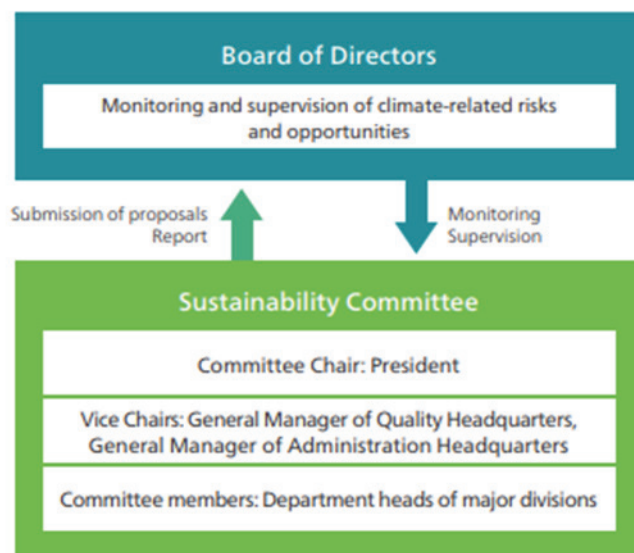 Board of Directors
Monitoring and supervision of climate-related risks
and opportunities
Submission of proposals
Report
Monitoring
Supervision
Sustainability Committee
Committee Chair: President
Vice Chairs: General Manager of Quality Headquarters,
General Manager of Administration Headquarters
Committee members: Department heads of major divisions